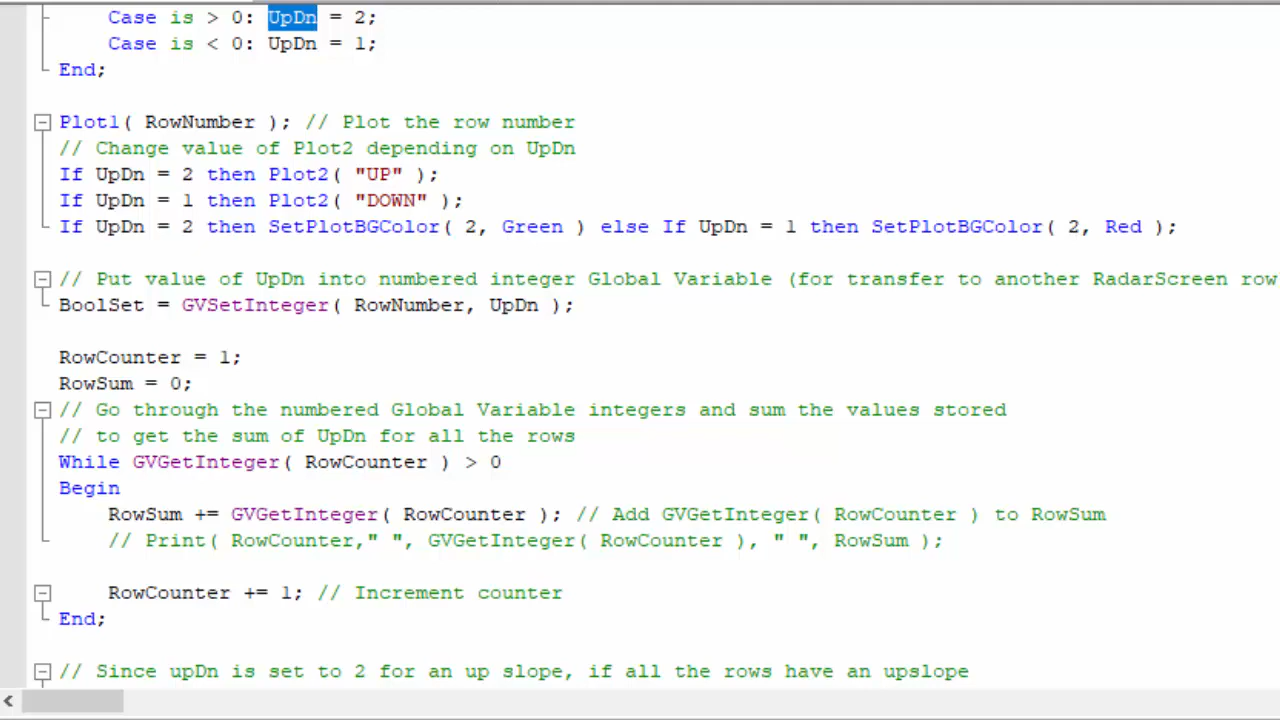 Case is > 0: UpDn = 2;
Case is < 0: UpDn = 1;
End;
Plot1( RowNumber ); // Plot the row number
// Change value of Plot2 depending on UpDn
If UpDn = 2 then Plot2( "UP" );
If UpDn = 1 then Plot2( "DOWN" );
If UpDn = 2 then SetPlotBGColor( 2, Green ) else If UpDn = 1 then SetPlotBGColor( 2, Red );
// Put value of UpDn into numbered integer Global Variable (for transfer to another RadarScreen row
BoolSet = GVSetInteger( RowNumber, UpDn );
RowCounter = 1;
RowSum = 0;
// Go through the numbered Global Variable integers and sum the values stored
// to get the sum of UpDn for all the rows
While GVGetInteger( RowCounter ) > 0
Begin
RowSum += GVGetInteger( RowCounter ); // Add GVGetInteger( RowCounter ) to RowSum
// Print( RowCounter," ", GVGetInteger( RowCounter ), " ", RowSum );
RowCounter += 1; // Increment counter
End;
// Since upDn is set to 2 for an up slope, if all the rows have an upslope